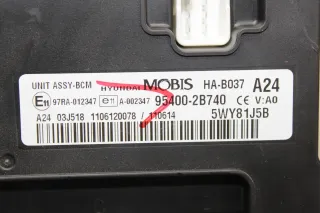 UNIT ASSY-BCM HYUNDAI MOBIS HA-B037 A24
E11 97RA-012347 e11 A-002347 95400-2B740 CE V:A0
A24 03J518 1106120078 / 110614 5WY81J5B